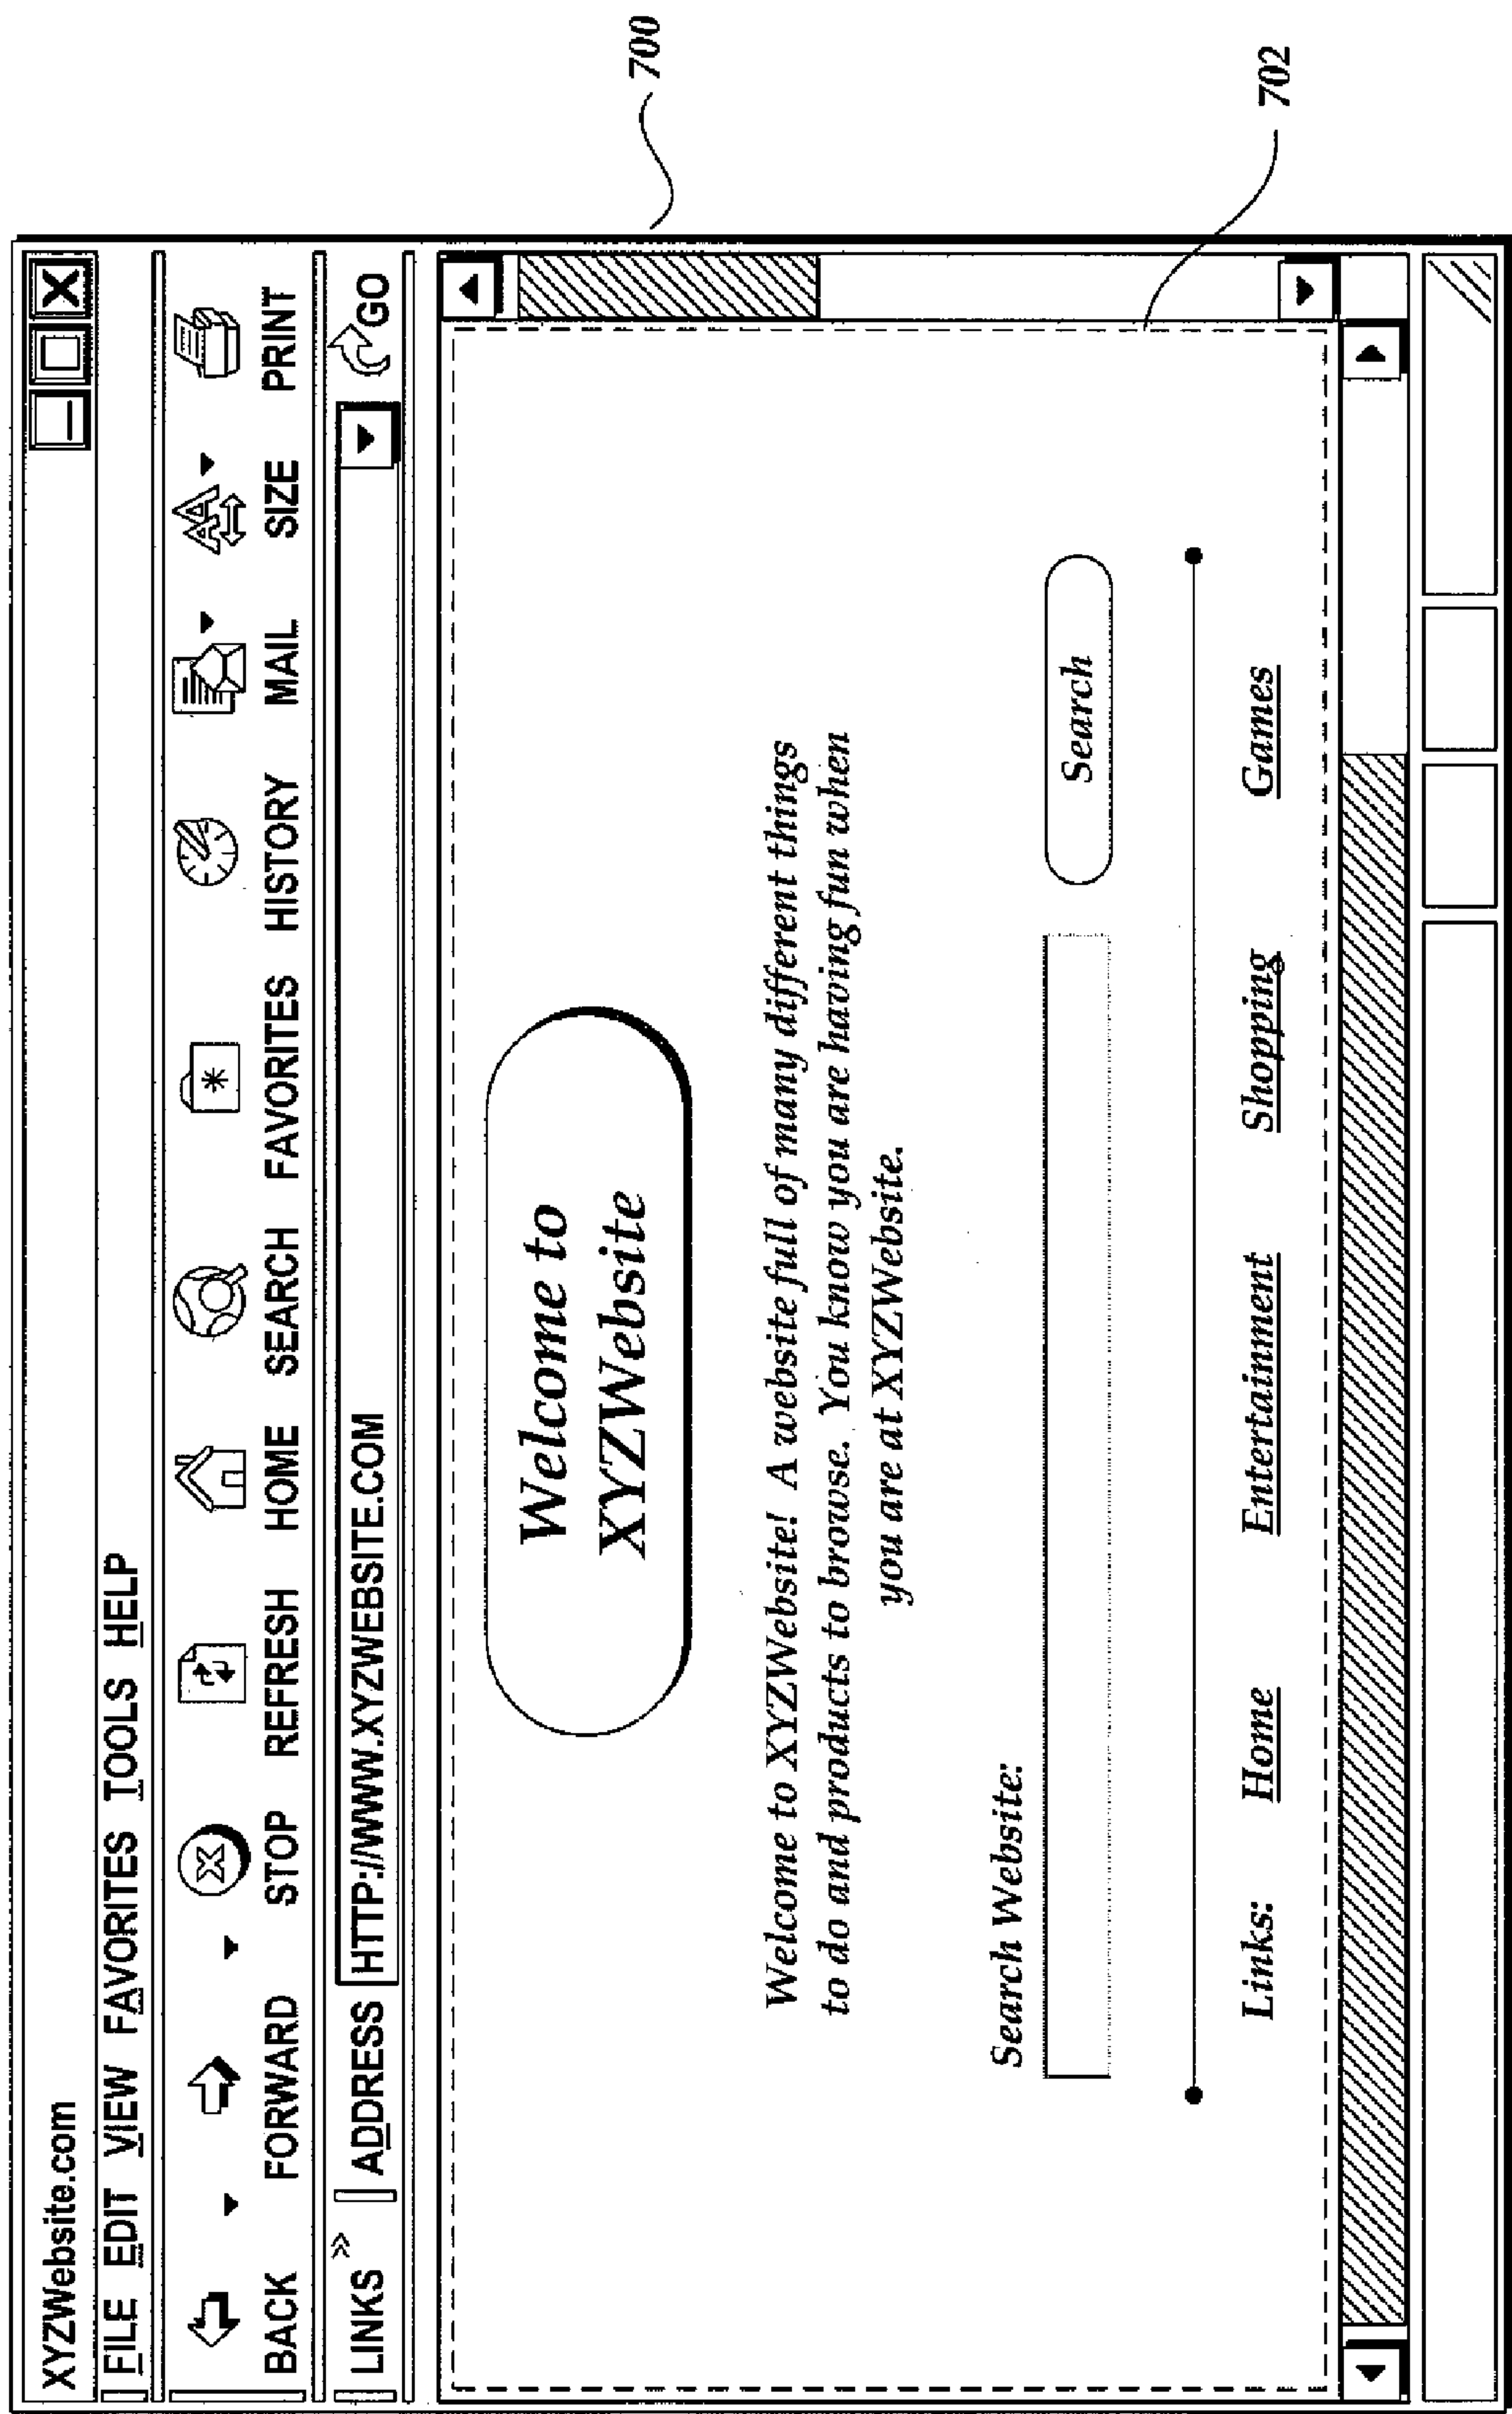 XYZWebsite.com
FILE EDIT VIEW FAVORITES TOOLS HELP
BACK FORWARD STOP REFRESH HOME SEARCH FAVORITES HISTORY MAIL SIZE PRINT
LINKS » ADDRESS HTTP://WWW.XYZWEBSITE.COM GO
700
Welcome to
XYZWebsite
Welcome to XYZWebsite! A website full of many different things
to do and products to browse. You know you are having fun when
you are at XYZWebsite.
Search Website:
Search
Links: Home Entertainment Shopping Games
702